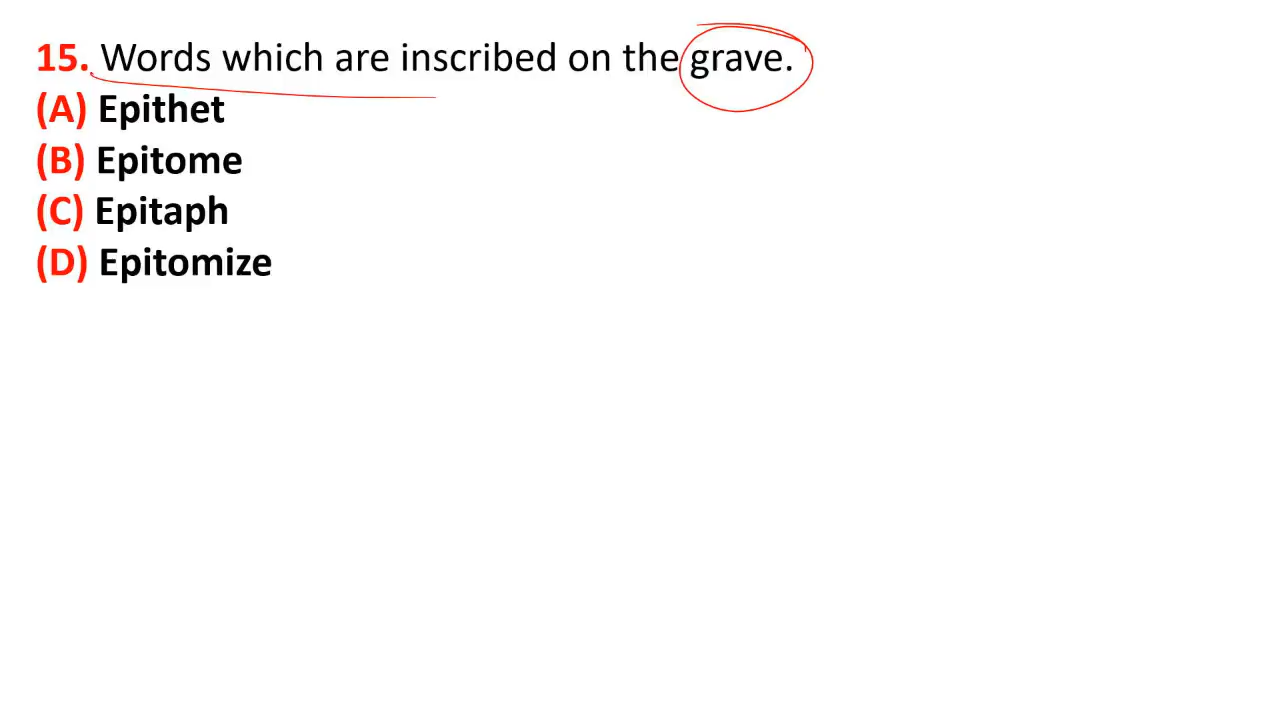 15. Words which are inscribed on the grave.
(A) Epithet
(B) Epitome
(C) Epitaph
(D) Epitomize